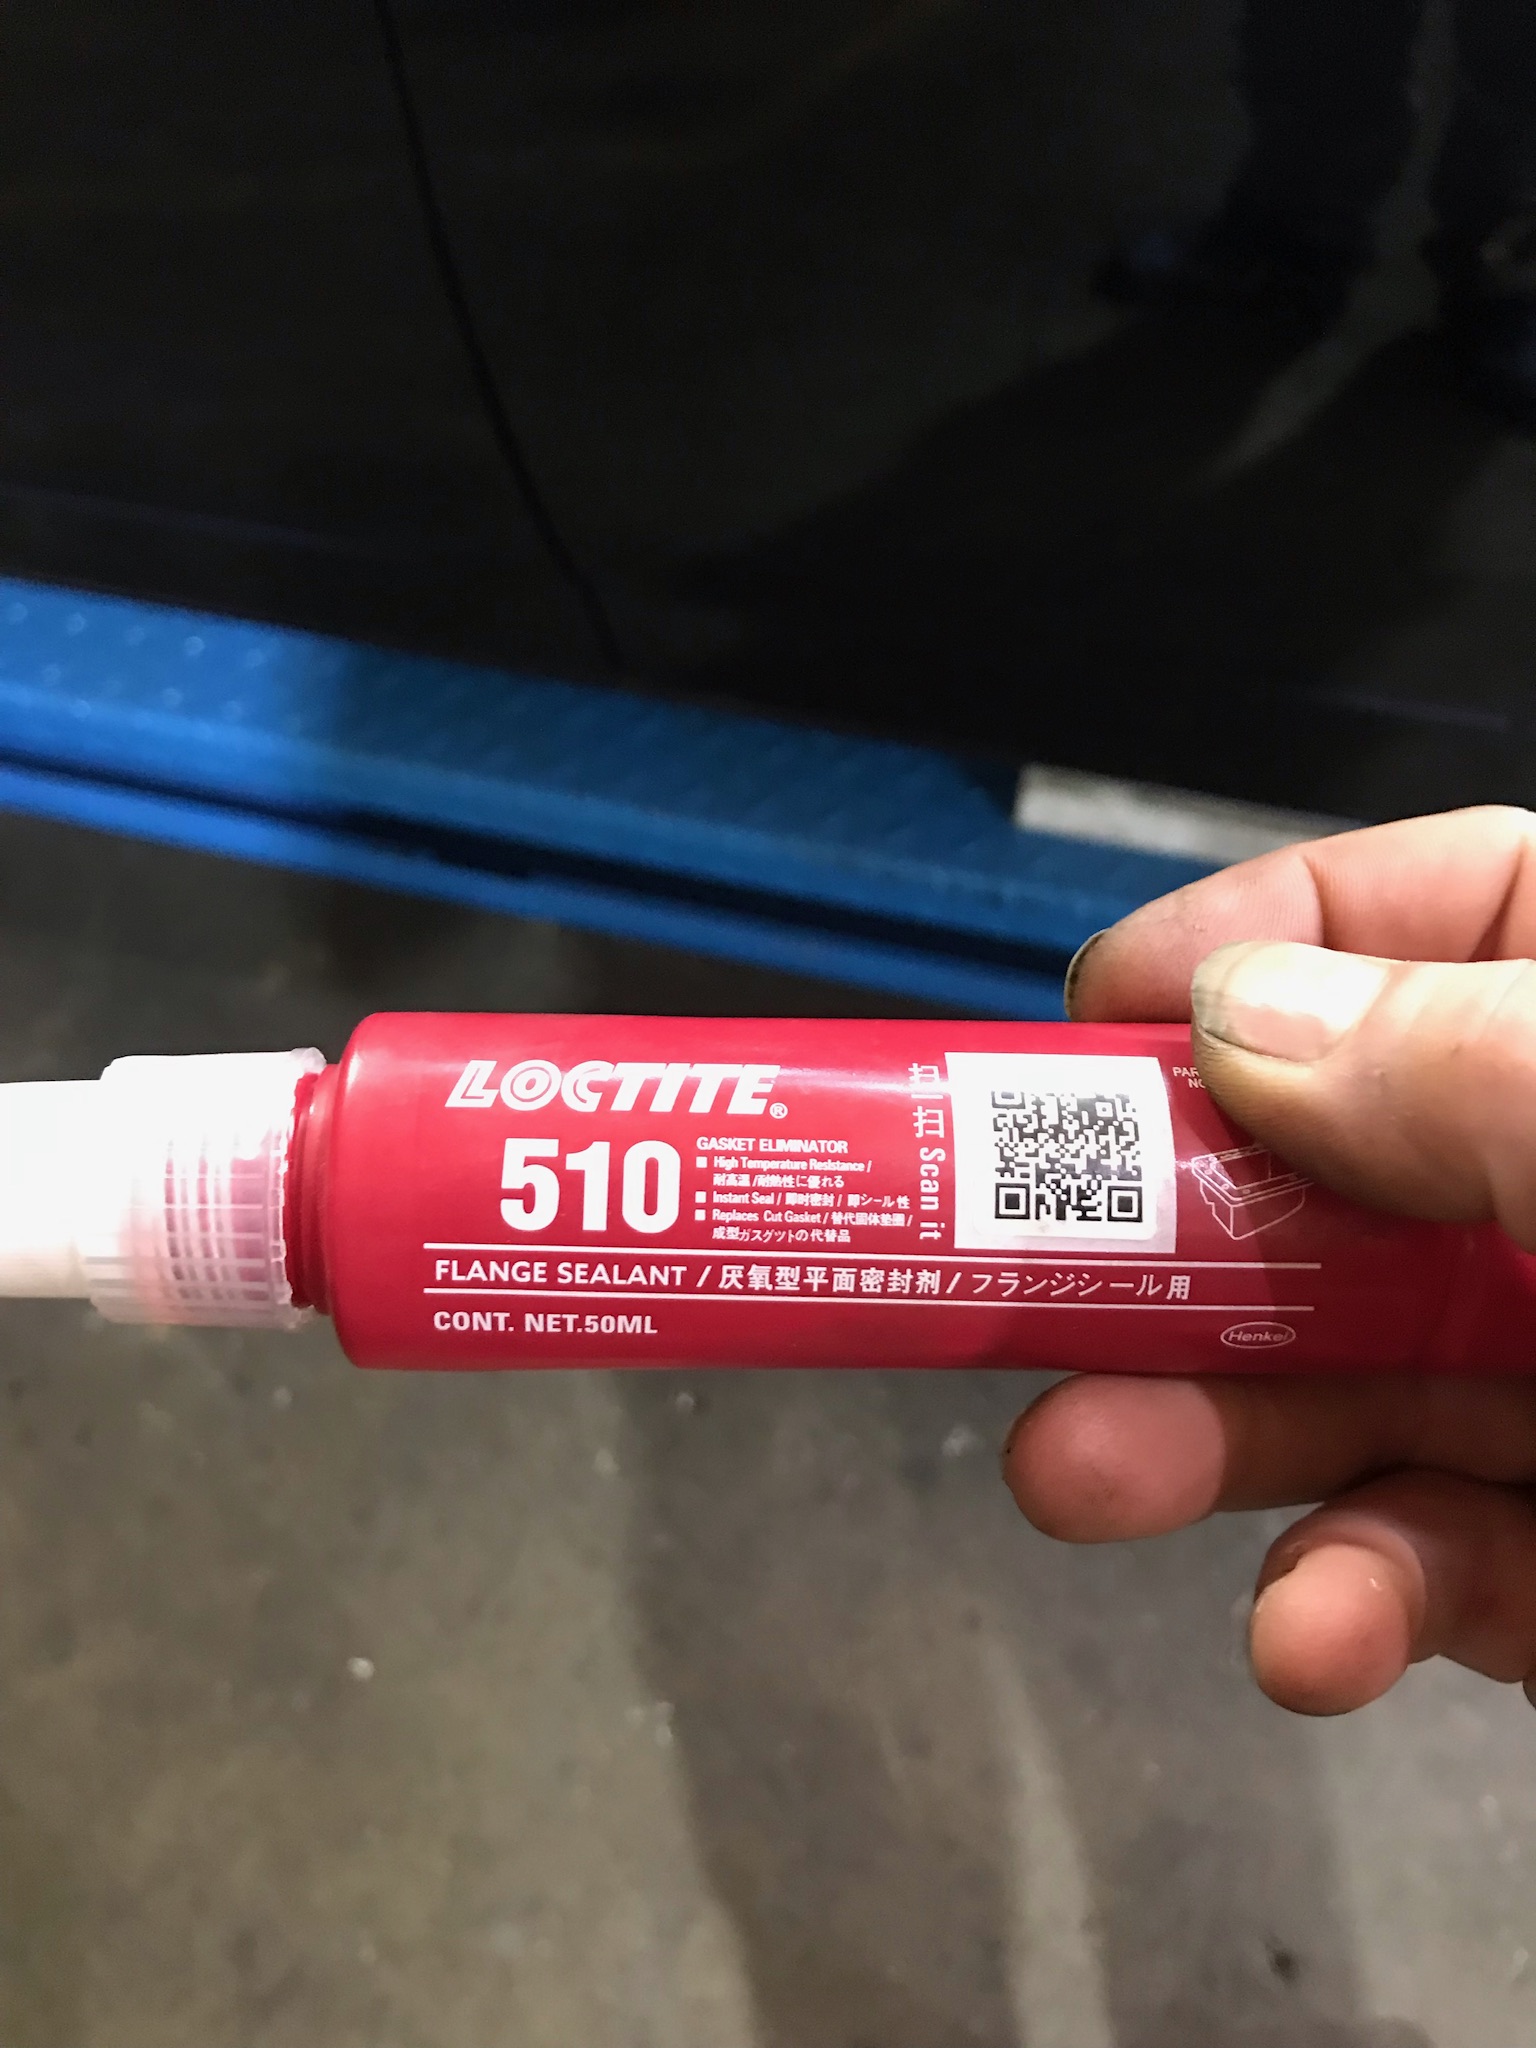 LOCTITE®
510
GASKET ELIMINATOR
■ High Temperature Resistance /
耐高温 /耐熱性に優れる
■ Instant Seal / 即时密封 / 即シール性
■ Replaces Cut Gasket / 替代固体垫圈 /
成型ガスケットの代替品
扫一扫 Scan it
FLANGE SEALANT / 厌氧型平面密封剂 / フランジシール用
CONT. NET.50ML
Henkel